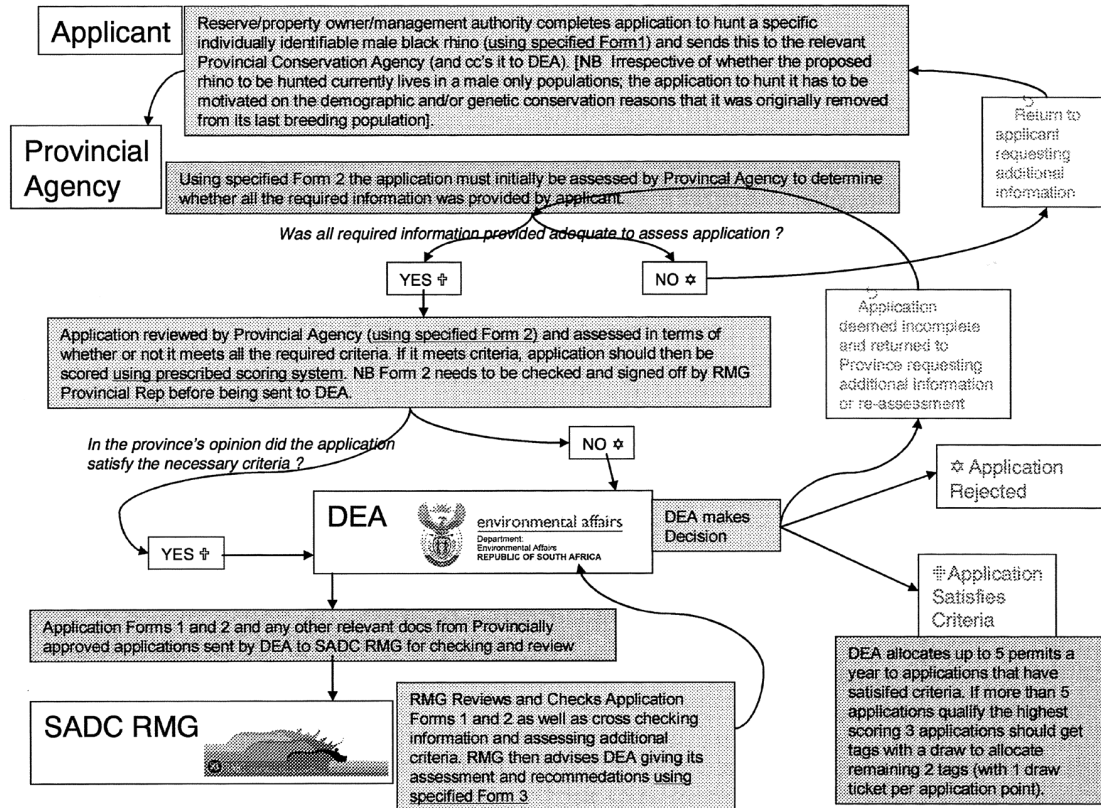 Applicant
Reserve/property owner/management authority completes application to hunt a specific
individually identifiable male black rhino (using specified Form1) and sends this to the relevant
Provincial Conservation Agency (and cc's it to DEA). [NB  Irrespective of whether the proposed
rhino to be hunted currently lives in a male only populations; the application to hunt it has to be
motivated on the demographic and/or genetic conservation reasons that it was originally removed
from its last breeding population].
Provincial
Agency
Using specified Form 2 the application must initially be assessed by Provincal Agency to determine
whether all the required information was provided by applicant.
Return to
applicant
requesting
additional
information
Was all required information provided adequate to assess application ?
YES ✞
NO ✡
Application reviewed by Provincial Agency (using specified Form 2) and assessed in terms of
whether or not it meets all the required criteria. If it meets criteria, application should then be
scored using prescribed scoring system. NB Form 2 needs to be checked and signed off by RMG
Provincial Rep before being sent to DEA.
Application
deemed incomplete
and returned to
Province requesting
additional information
or re-assessment
In the province's opinion did the application
satisfy the necessary criteria ?
NO ✡
YES ✞
DEA
environmental affairs
Department:
Environmental Affairs
REPUBLIC OF SOUTH AFRICA
DEA makes
Decision
✡ Application
Rejected
✞Application
Satisfies
Criteria
Application Forms 1 and 2 and any other relevant docs from Provincially
approved applications sent by DEA to SADC RMG for checking and review
SADC RMG
RMG Reviews and Checks Application
Forms 1 and 2 as well as cross checking
information and assessing additional
criteria. RMG then advises DEA giving its
assessment and recommedations using
specified Form 3
DEA allocates up to 5 permits a
year to applications that have
satisifed criteria. If more than 5
applications qualify the highest
scoring 3 applications should get
tags with a draw to allocate
remaining 2 tags (with 1 draw
ticket per application point).